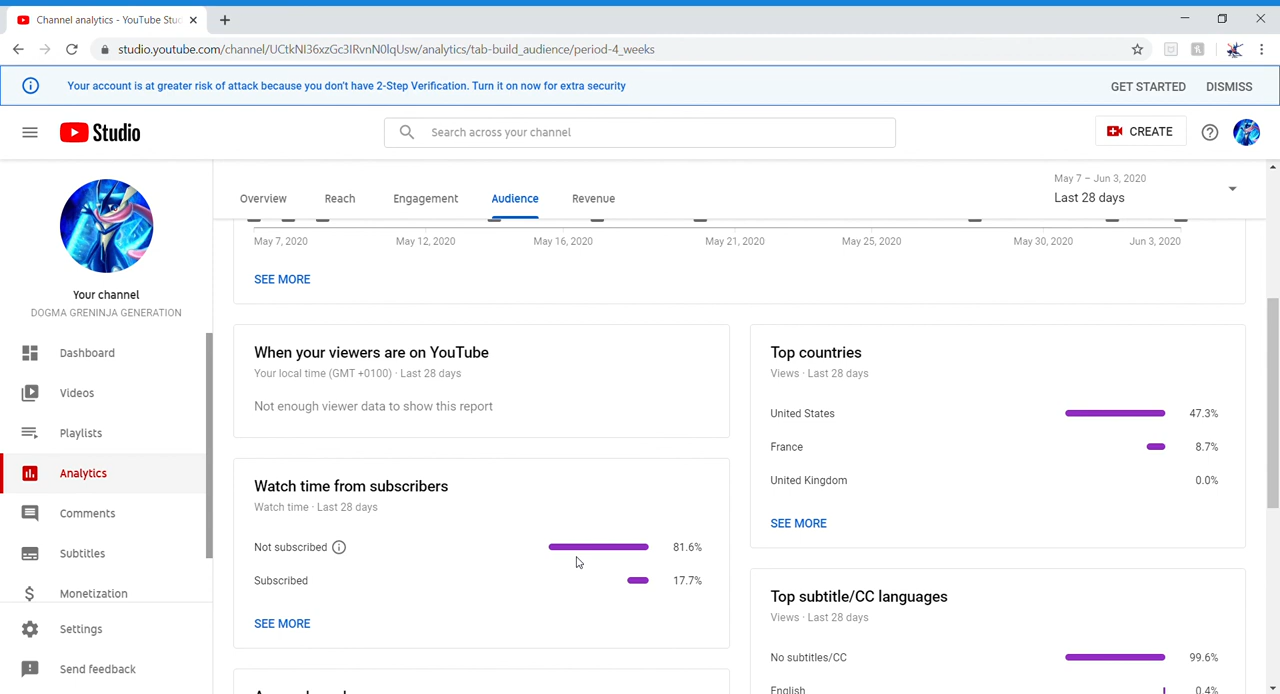 Channel analytics - YouTube Stud
studio.youtube.com/channel/UCtkNI36xzGc3IRvnN0lqUsw/analytics/tab-build_audience/period-4_weeks
Your account is at greater risk of attack because you don't have 2-Step Verification. Turn it on now for extra security
GET STARTED
DISMISS
Studio
Search across your channel
CREATE
Your channel
DOGMA GRENINJA GENERATION
Dashboard
Videos
Playlists
Analytics
Comments
Subtitles
Monetization
Settings
Send feedback
Overview
Reach
Engagement
Audience
Revenue
May 7 – Jun 3, 2020
Last 28 days
May 7, 2020
May 12, 2020
May 16, 2020
May 21, 2020
May 25, 2020
May 30, 2020
Jun 3, 2020
SEE MORE
When your viewers are on YouTube
Your local time (GMT +0100) · Last 28 days
Not enough viewer data to show this report
Watch time from subscribers
Watch time · Last 28 days
Not subscribed 81.6%
Subscribed 17.7%
SEE MORE
Top countries
Views · Last 28 days
United States 47.3%
France 8.7%
United Kingdom 0.0%
SEE MORE
Top subtitle/CC languages
Views · Last 28 days
No subtitles/CC 99.6%
English 0.4%